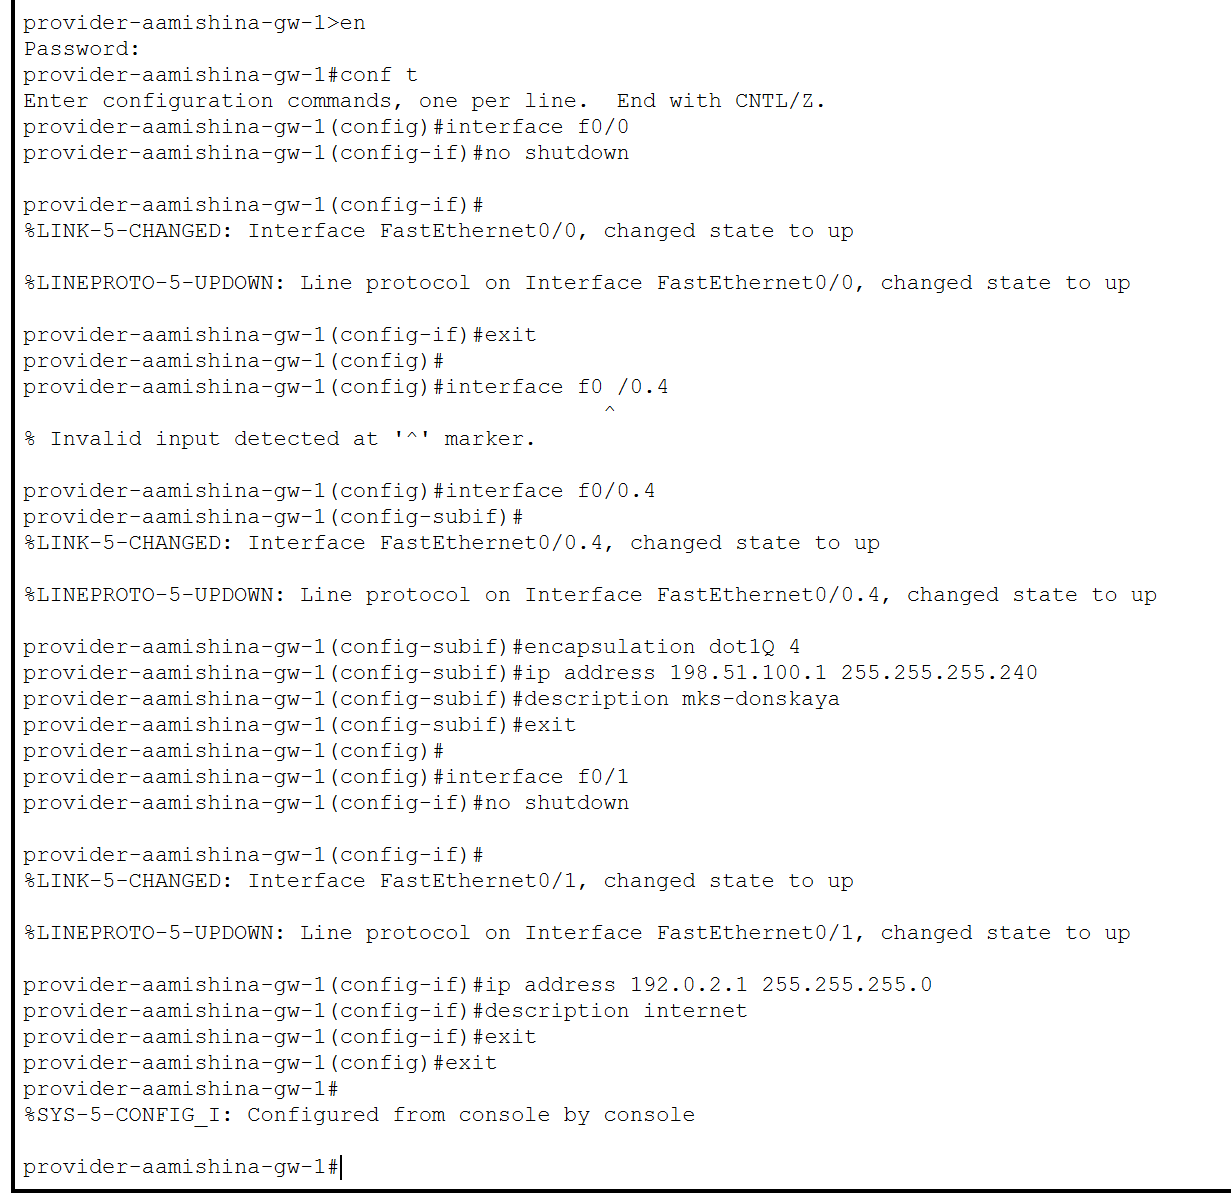 provider-aamishina-gw-1>en
Password:
provider-aamishina-gw-1#conf t
Enter configuration commands, one per line.  End with CNTL/Z.
provider-aamishina-gw-1(config)#interface f0/0
provider-aamishina-gw-1(config-if)#no shutdown
provider-aamishina-gw-1(config-if)#
%LINK-5-CHANGED: Interface FastEthernet0/0, changed state to up
%LINEPROTO-5-UPDOWN: Line protocol on Interface FastEthernet0/0, changed state to up
provider-aamishina-gw-1(config-if)#exit
provider-aamishina-gw-1(config)#
provider-aamishina-gw-1(config)#interface f0 /0.4
^
% Invalid input detected at '^' marker.
provider-aamishina-gw-1(config)#interface f0/0.4
provider-aamishina-gw-1(config-subif)#
%LINK-5-CHANGED: Interface FastEthernet0/0.4, changed state to up
%LINEPROTO-5-UPDOWN: Line protocol on Interface FastEthernet0/0.4, changed state to up
provider-aamishina-gw-1(config-subif)#encapsulation dot1Q 4
provider-aamishina-gw-1(config-subif)#ip address 198.51.100.1 255.255.255.240
provider-aamishina-gw-1(config-subif)#description mks-donskaya
provider-aamishina-gw-1(config-subif)#exit
provider-aamishina-gw-1(config)#
provider-aamishina-gw-1(config)#interface f0/1
provider-aamishina-gw-1(config-if)#no shutdown
provider-aamishina-gw-1(config-if)#
%LINK-5-CHANGED: Interface FastEthernet0/1, changed state to up
%LINEPROTO-5-UPDOWN: Line protocol on Interface FastEthernet0/1, changed state to up
provider-aamishina-gw-1(config-if)#ip address 192.0.2.1 255.255.255.0
provider-aamishina-gw-1(config-if)#description internet
provider-aamishina-gw-1(config-if)#exit
provider-aamishina-gw-1(config)#exit
provider-aamishina-gw-1#
%SYS-5-CONFIG_I: Configured from console by console
provider-aamishina-gw-1#